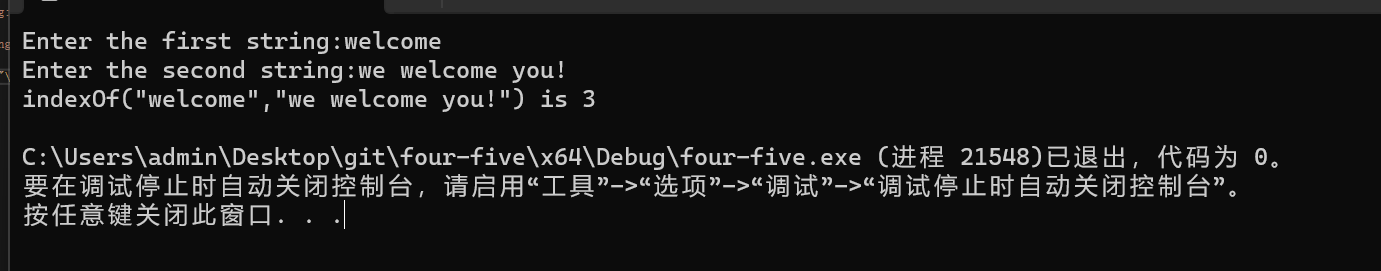 Enter the first string:welcome
Enter the second string:we welcome you!
indexOf("welcome","we welcome you!") is 3
C:\Users\admin\Desktop\git\four-five\x64\Debug\four-five.exe (进程 21548)已退出，代码为 0。
要在调试停止时自动关闭控制台，请启用“工具”->“选项”->“调试”->“调试停止时自动关闭控制台”。
按任意键关闭此窗口. . .